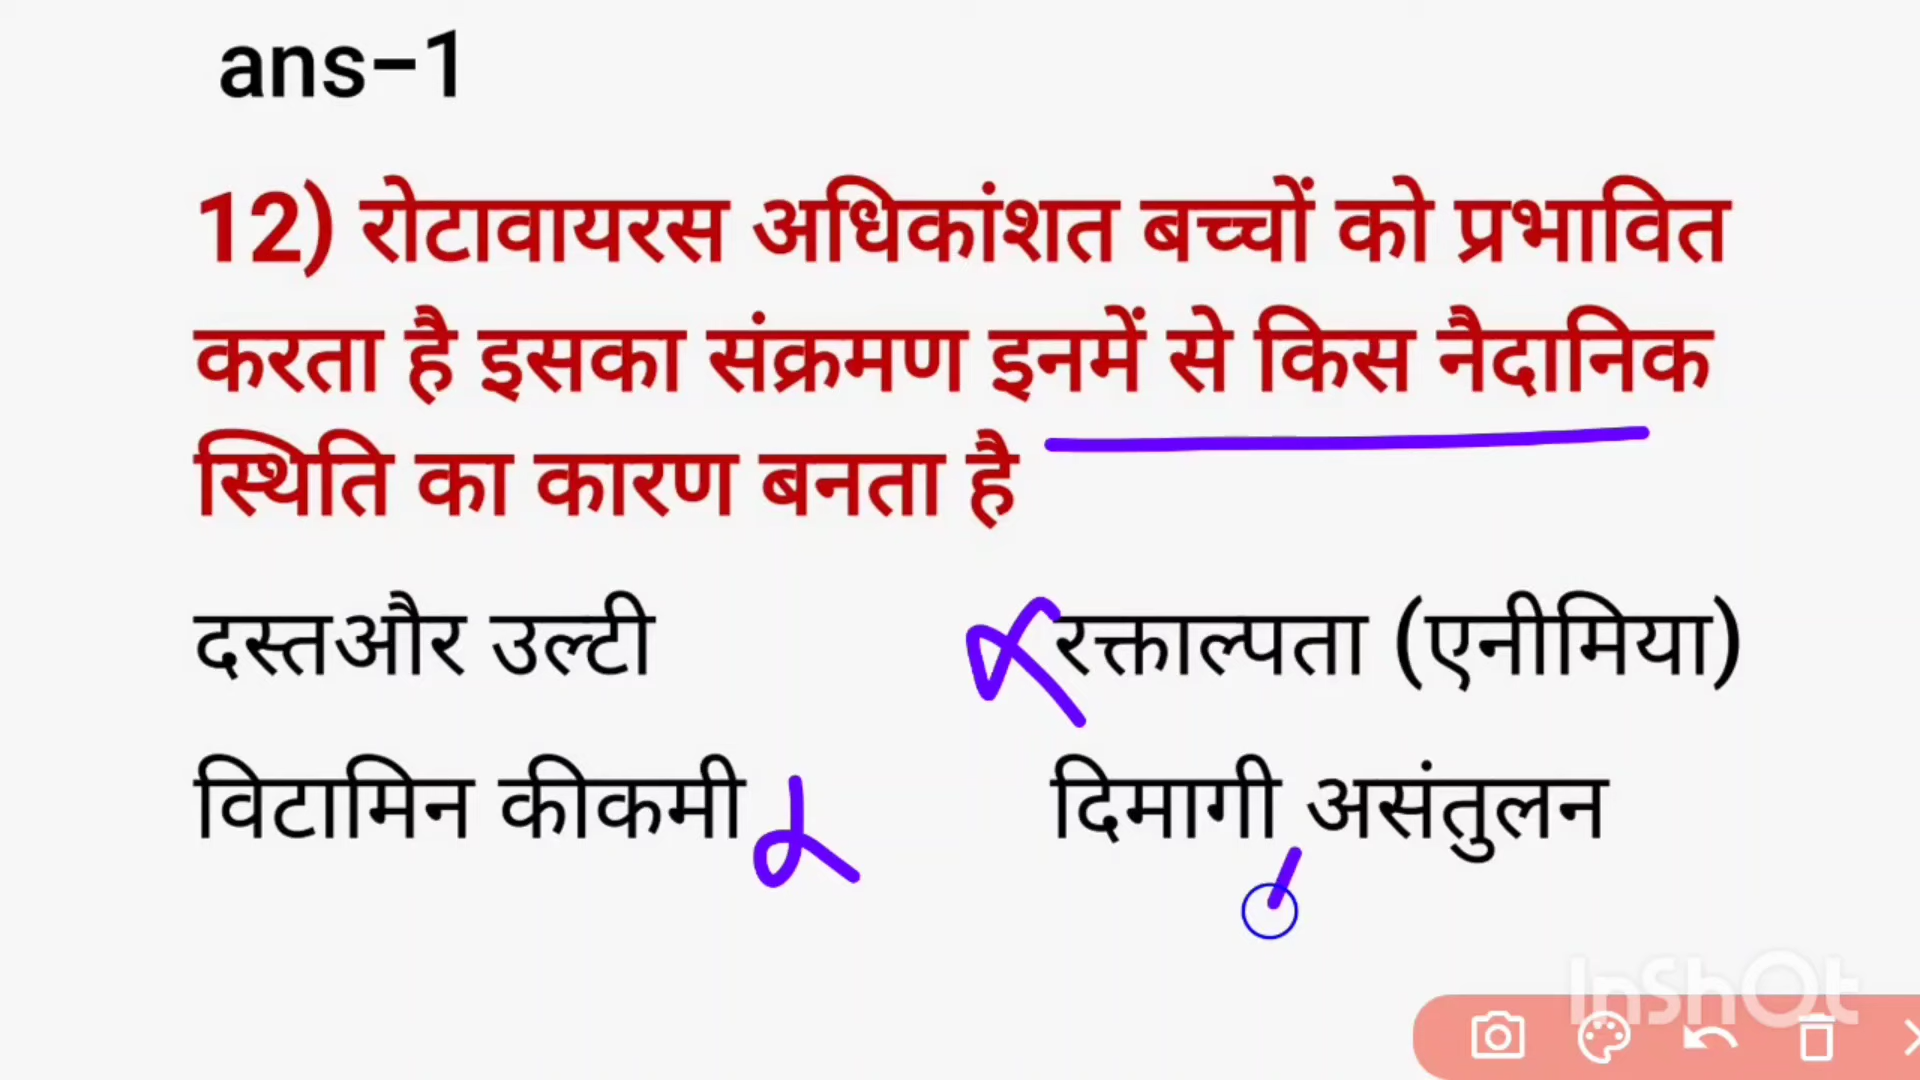 ans-1
12) रोटावायरस अधिकांशत बच्चों को प्रभावित
करता है इसका संक्रमण इनमें से किस नैदानिक
स्थिति का कारण बनता है
दस्तऔर उल्टी रक्ताल्पता (एनीमिया)
विटामिन कीकमी दिमागी असंतुलन
InShOt